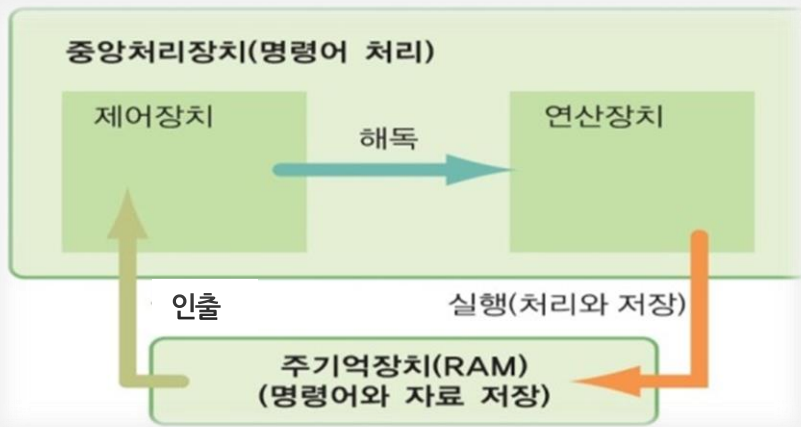 중앙처리장치(명령어 처리)
제어장치
해독
연산장치
인출
실행(처리와 저장)
주기억장치(RAM)
(명령어와 자료 저장)